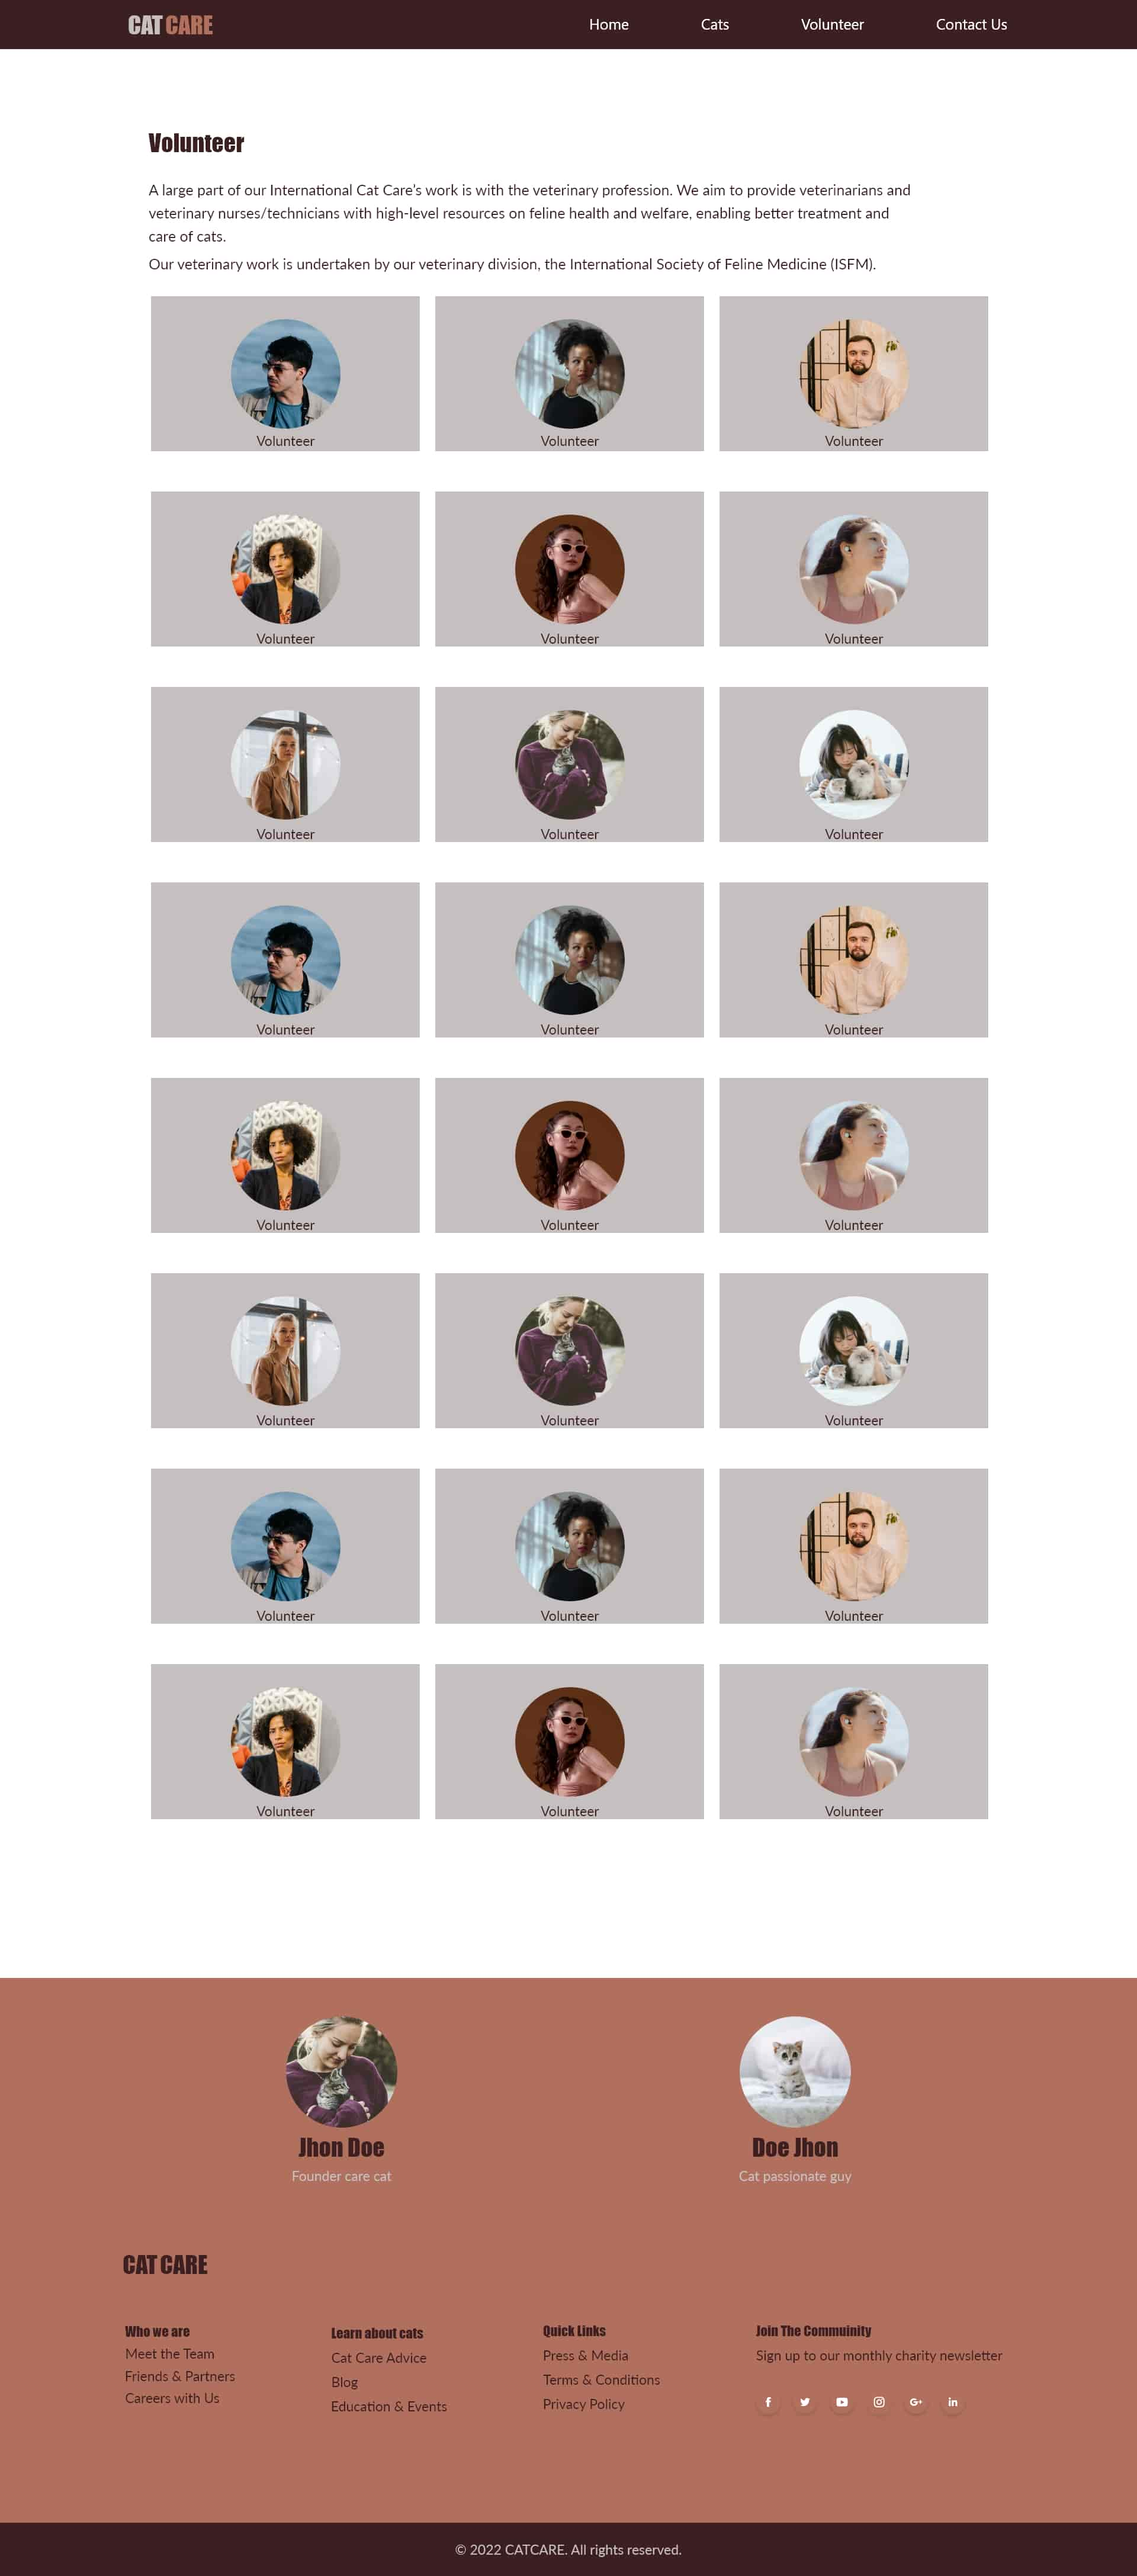 CAT CARE Home Cats Volunteer Contact Us
Volunteer
A large part of our International Cat Care's work is with the veterinary profession. We aim to provide veterinarians and
veterinary nurses/technicians with high-level resources on feline health and welfare, enabling better treatment and
care of cats.
Our veterinary work is undertaken by our veterinary division, the International Society of Feline Medicine (ISFM).
Volunteer Volunteer Volunteer
Volunteer Volunteer Volunteer
Volunteer Volunteer Volunteer
Volunteer Volunteer Volunteer
Volunteer Volunteer Volunteer
Volunteer Volunteer Volunteer
Volunteer Volunteer Volunteer
Volunteer Volunteer Volunteer
Jhon Doe
Founder care cat
Doe Jhon
Cat passionate guy
CAT CARE
Who we are
Meet the Team
Friends & Partners
Careers with Us
Learn about cats
Cat Care Advice
Blog
Education & Events
Quick Links
Press & Media
Terms & Conditions
Privacy Policy
Join The Commuinity
Sign up to our monthly charity newsletter
© 2022 CATCARE. All rights reserved.